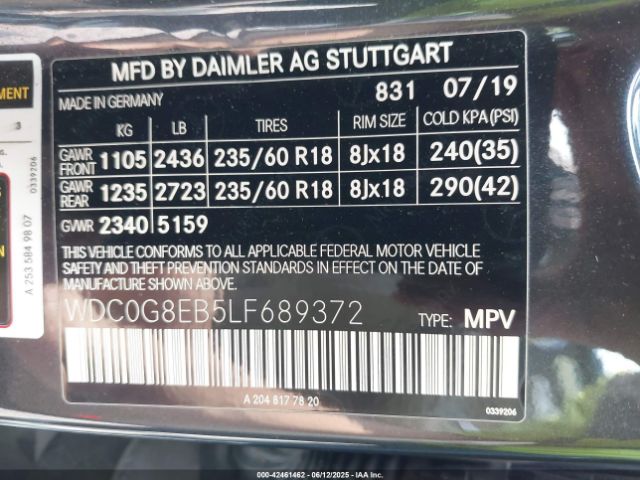 MFD BY DAIMLER AG STUTTGART
MADE IN GERMANY 831 07/19
KG LB TIRES RIM SIZE COLD KPA(PSI)
GAWR FRONT 1105 2436 235/60 R18 8Jx18 240(35)
GAWR REAR 1235 2723 235/60 R18 8Jx18 290(42)
GVWR 2340 5159
THIS VEHICLE CONFORMS TO ALL APPLICABLE FEDERAL MOTOR VEHICLE
SAFETY AND THEFT PREVENTION STANDARDS IN EFFECT ON THE DATE OF
MANUFACTURE SHOWN ABOVE.
WDC0G8EB5LF689372 TYPE: MPV
A 204 817 78 20
0339206
0339206
A 253 584 98 07
3
lbs.
000-42461462 - 06/12/2025 - IAAI.COM